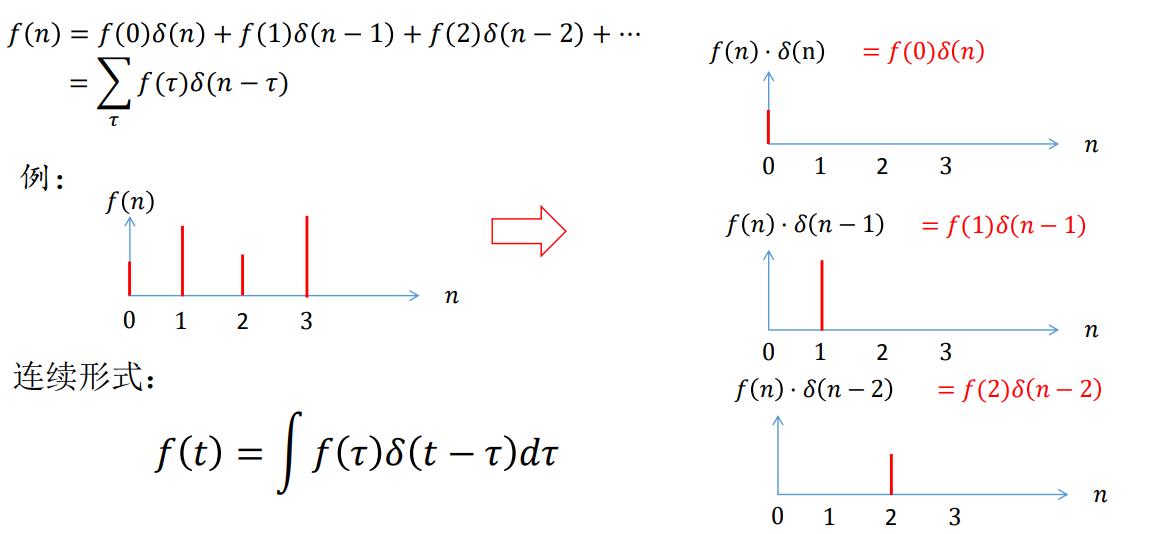 f(n) = f(0)δ(n) + f(1)δ(n − 1) + f(2)δ(n − 2) + ⋯
= ∑ f(τ)δ(n − τ)
τ
例：
f(n)
n
0 1 2 3
连续形式：
f(t) = ∫ f(τ)δ(t − τ)dτ
f(n) · δ(n) = f(0)δ(n)
n
0 1 2 3
f(n) · δ(n − 1) = f(1)δ(n − 1)
n
0 1 2 3
f(n) · δ(n − 2) = f(2)δ(n − 2)
n
0 1 2 3